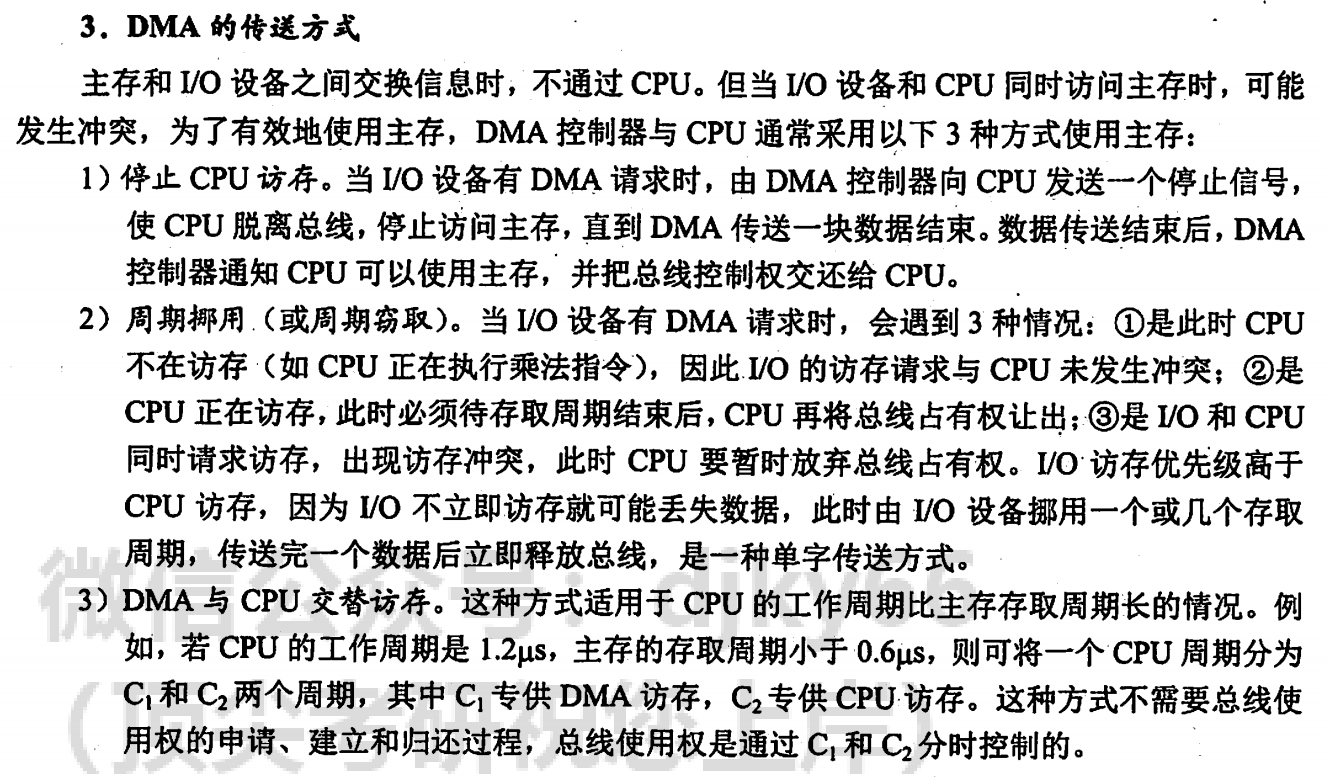 3. DMA 的传送方式
主存和 I/O 设备之间交换信息时，不通过 CPU。但当 I/O 设备和 CPU 同时访问主存时，可能
发生冲突，为了有效地使用主存，DMA 控制器与 CPU 通常采用以下 3 种方式使用主存：
1）停止 CPU 访存。当 I/O 设备有 DMA 请求时，由 DMA 控制器向 CPU 发送一个停止信号，
使 CPU 脱离总线，停止访问主存，直到 DMA 传送一块数据结束。数据传送结束后，DMA
控制器通知 CPU 可以使用主存，并把总线控制权交还给 CPU。
2）周期挪用（或周期窃取）。当 I/O 设备有 DMA 请求时，会遇到 3 种情况：①是此时 CPU
不在访存（如 CPU 正在执行乘法指令），因此 I/O 的访存请求与 CPU 未发生冲突；②是
CPU 正在访存，此时必须待存取周期结束后，CPU 再将总线占有权让出；③是 I/O 和 CPU
同时请求访存，出现访存冲突，此时 CPU 要暂时放弃总线占有权。I/O 访存优先级高于
CPU 访存，因为 I/O 不立即访存就可能丢失数据，此时由 I/O 设备挪用一个或几个存取
周期，传送完一个数据后立即释放总线，是一种单字传送方式。
微信公众号：djky66
3）DMA 与 CPU 交替访存。这种方式适用于 CPU 的工作周期比主存存取周期长的情况。例
如，若 CPU 的工作周期是 1.2μs，主存的存取周期小于 0.6μs，则可将一个 CPU 周期分为
C₁ 和 C₂ 两个周期，其中 C₁ 专供 DMA 访存，C₂ 专供 CPU 访存。这种方式不需要总线使
（顶尖考研祝您上岸）
用权的申请、建立和归还过程，总线使用权是通过 C₁ 和 C₂ 分时控制的。